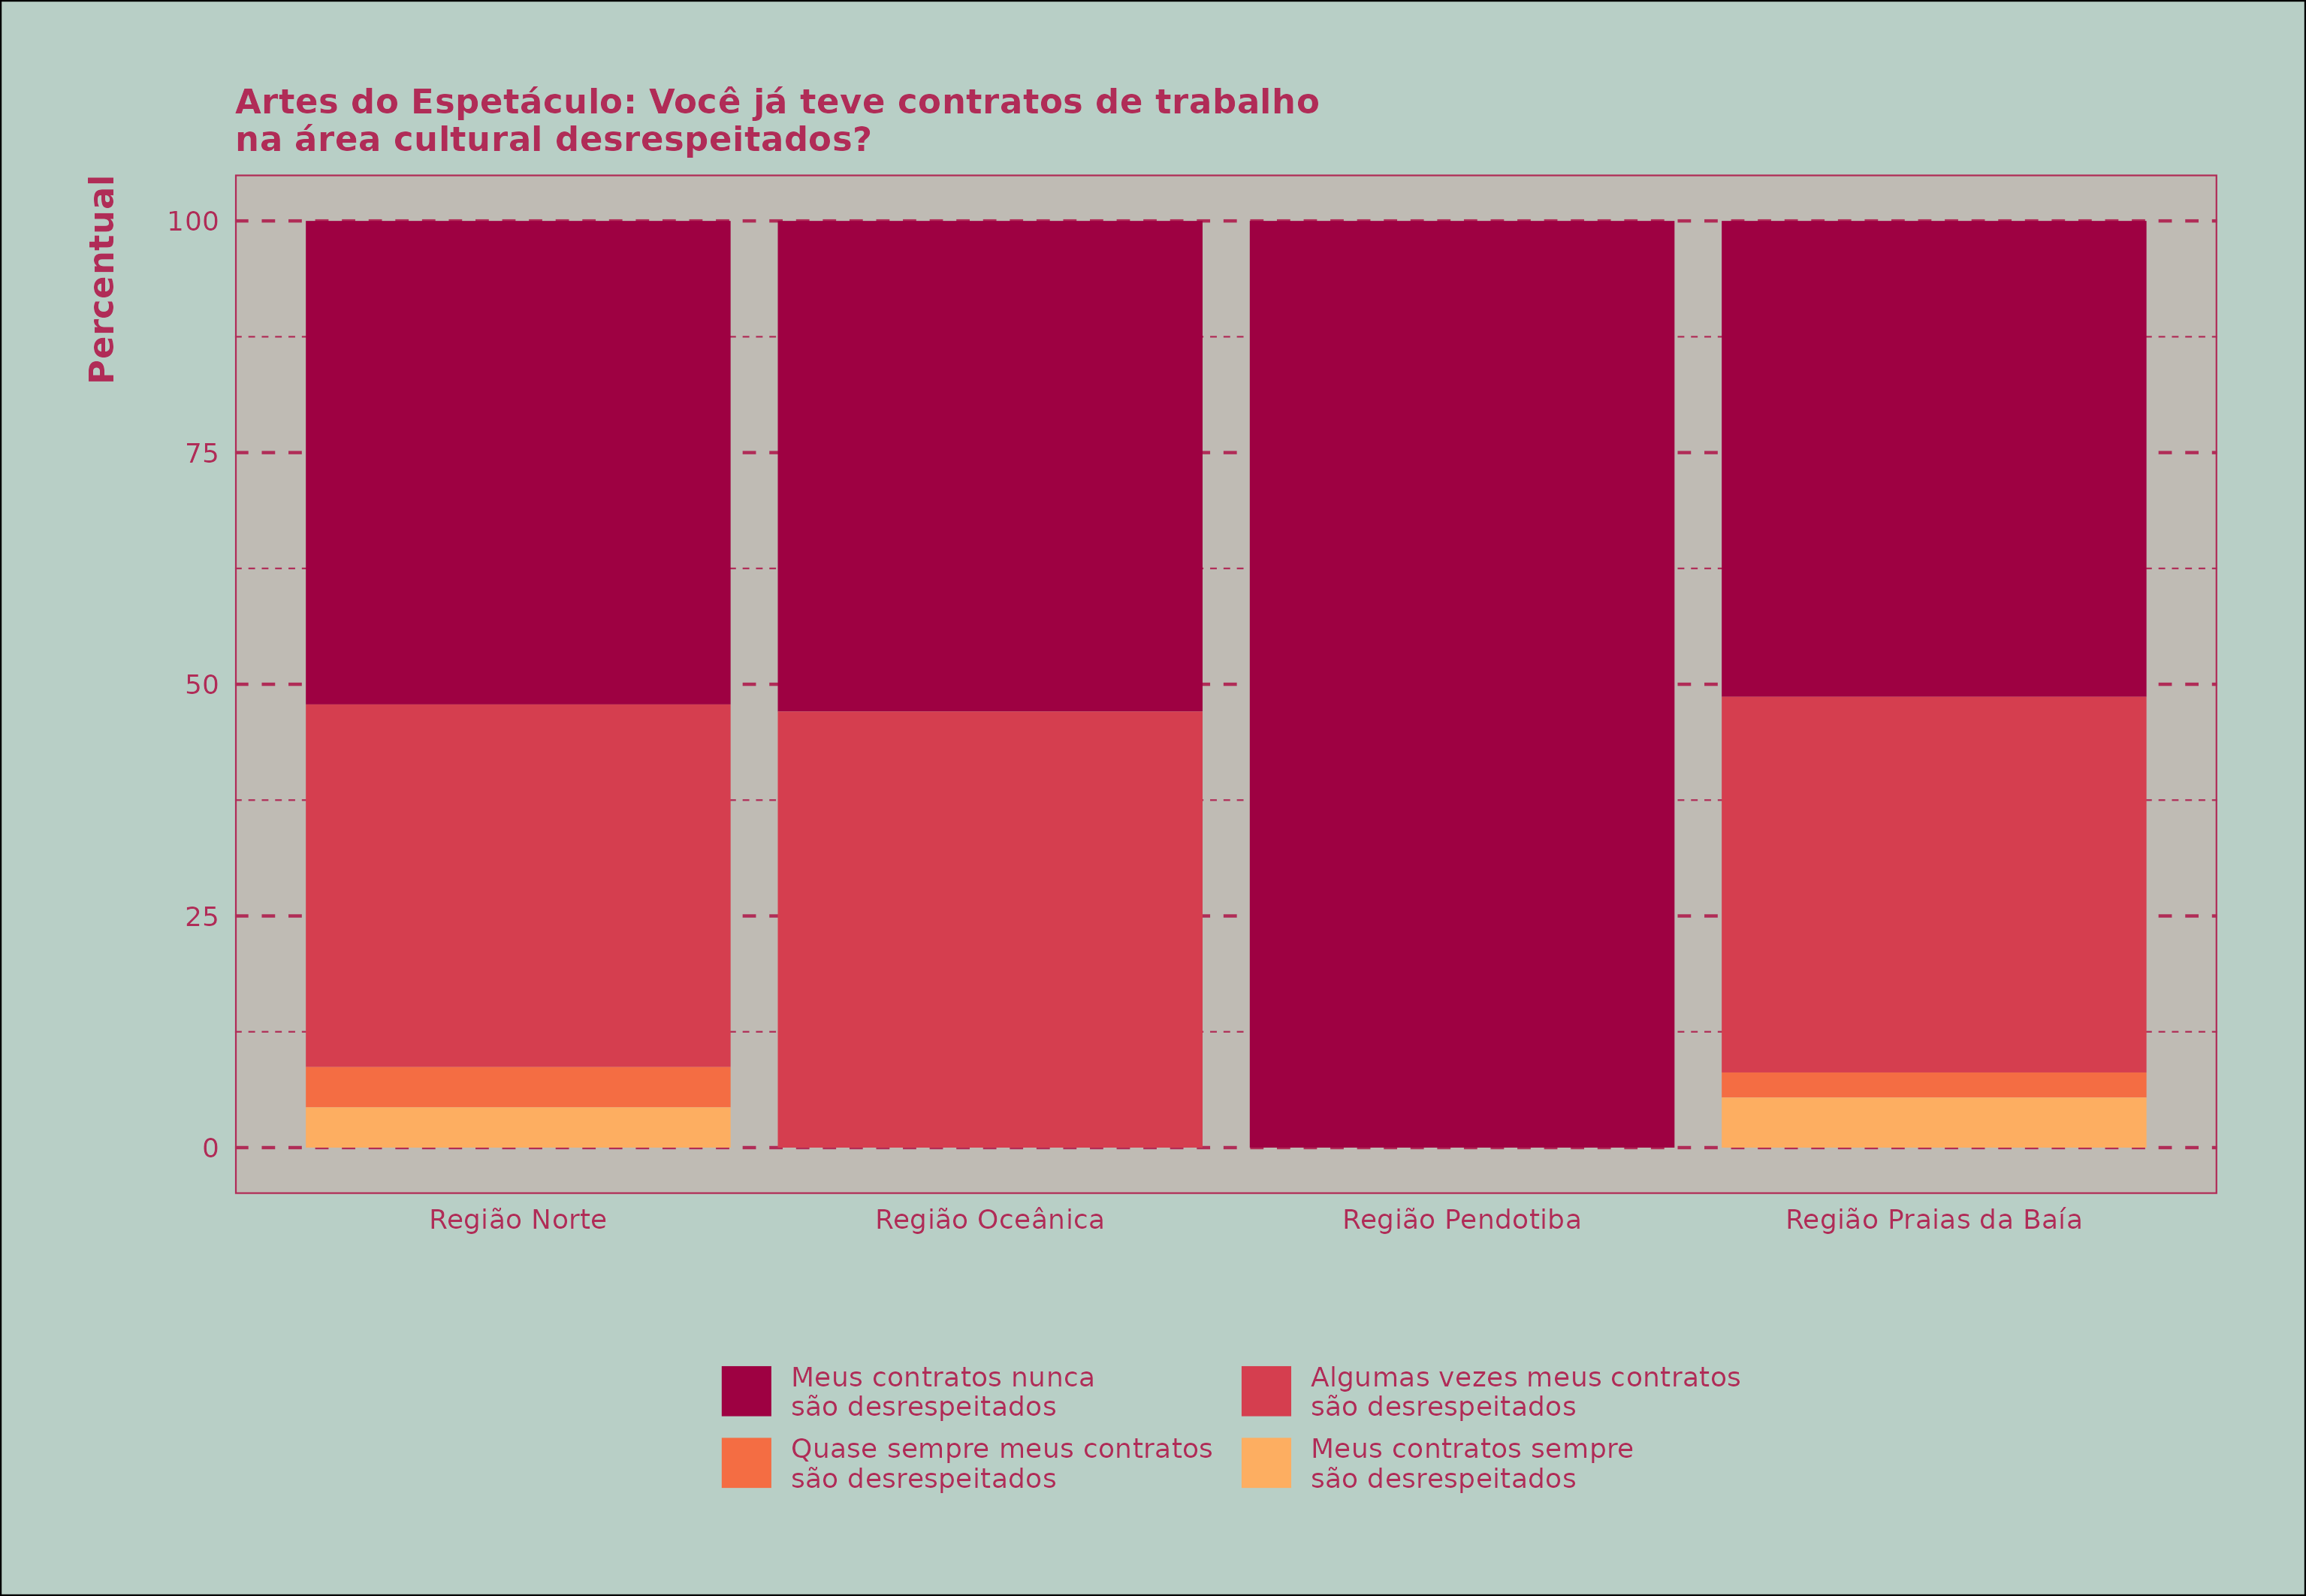 Artes do Espetáculo: Você já teve contratos de trabalho
na área cultural desrespeitados?
Percentual
100
75
50
25
0
Região Norte
Região Oceânica
Região Pendotiba
Região Praias da Baía
Meus contratos nunca
são desrespeitados
Algumas vezes meus contratos
são desrespeitados
Quase sempre meus contratos
são desrespeitados
Meus contratos sempre
são desrespeitados